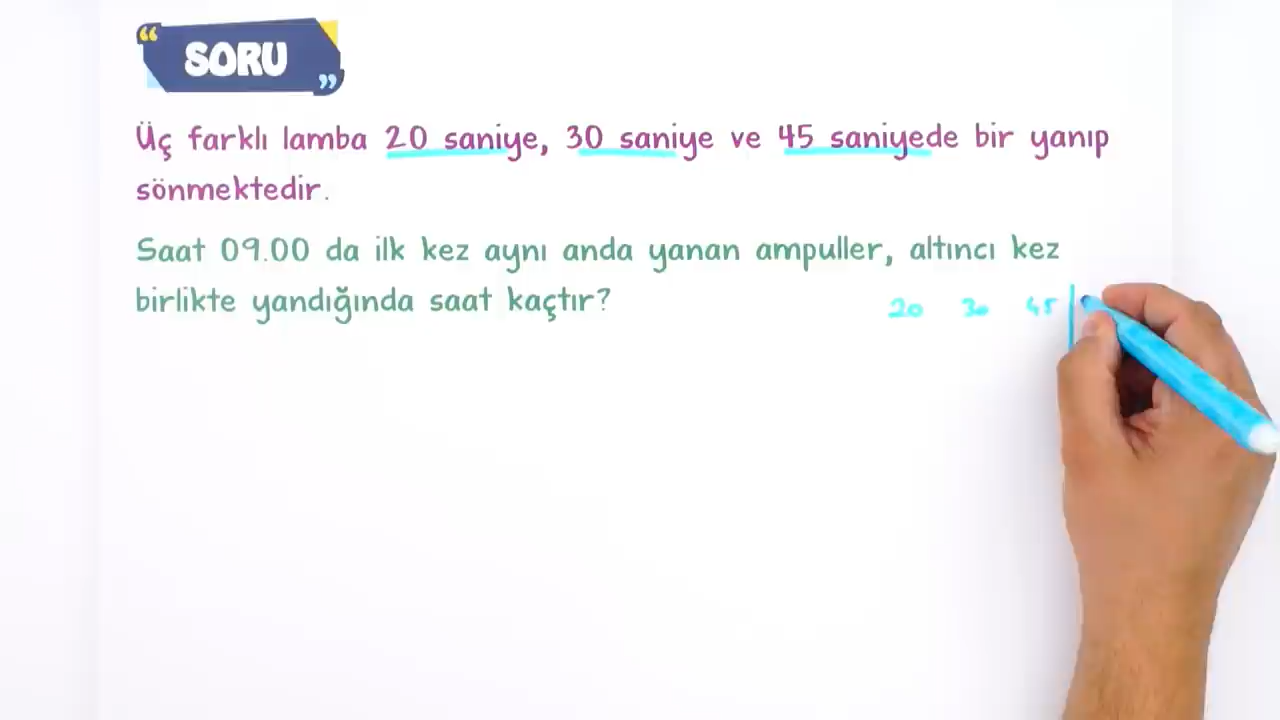 SORU
Üç farklı lamba 20 saniye, 30 saniye ve 45 saniyede bir yanıp
sönmektedir.
Saat 09.00 da ilk kez aynı anda yanan ampuller, altıncı kez
birlikte yandığında saat kaçtır?
20 30 45